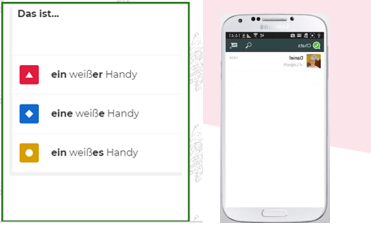 Das ist...
ein weißer Handy
eine weiße Handy
ein weißes Handy
Chats
Daniel